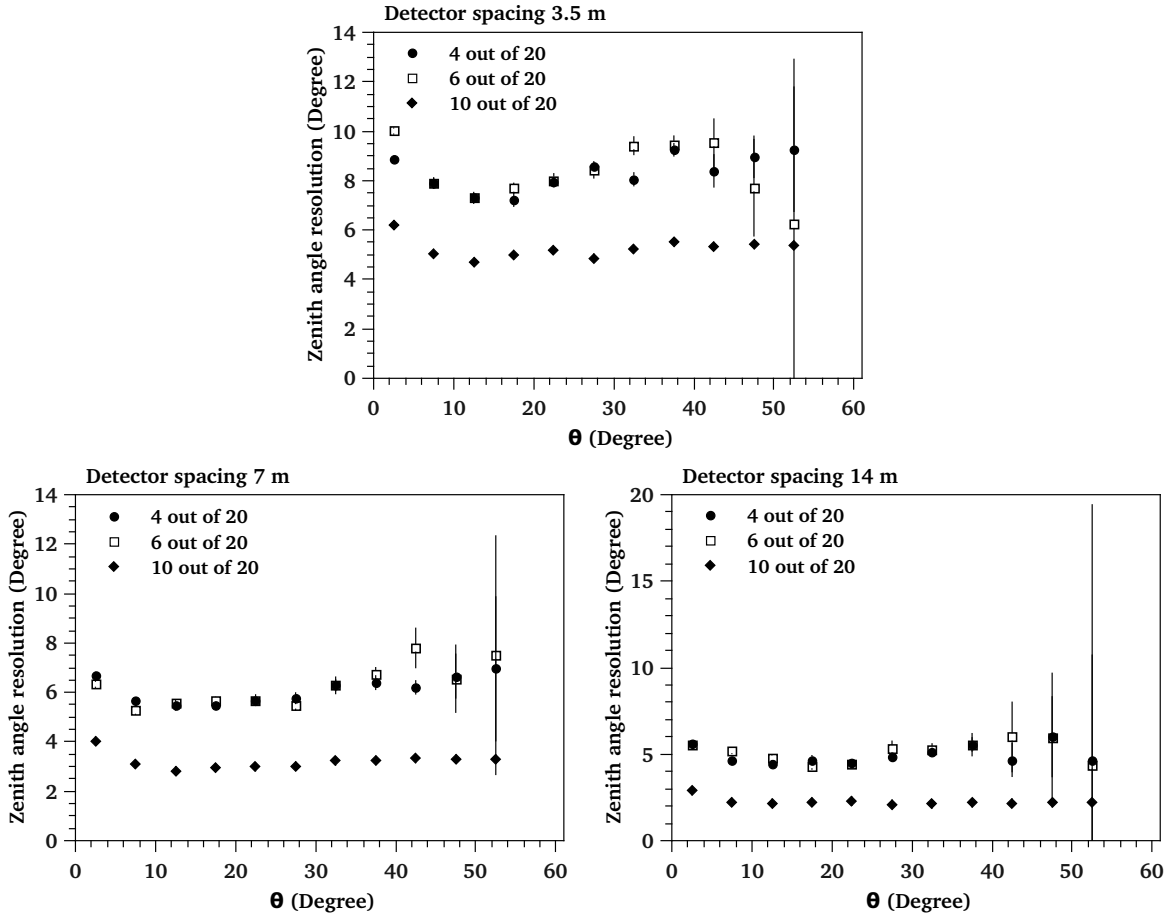 Detector spacing 3.5 m
Zenith angle resolution (Degree)
14
12
10
8
6
4
2
0
4 out of 20
6 out of 20
10 out of 20
0 10 20 30 40 50 60
θ (Degree)
Detector spacing 7 m
Zenith angle resolution (Degree)
14
12
10
8
6
4
2
0
4 out of 20
6 out of 20
10 out of 20
0 10 20 30 40 50 60
θ (Degree)
Detector spacing 14 m
Zenith angle resolution (Degree)
20
15
10
5
0
4 out of 20
6 out of 20
10 out of 20
0 10 20 30 40 50 60
θ (Degree)